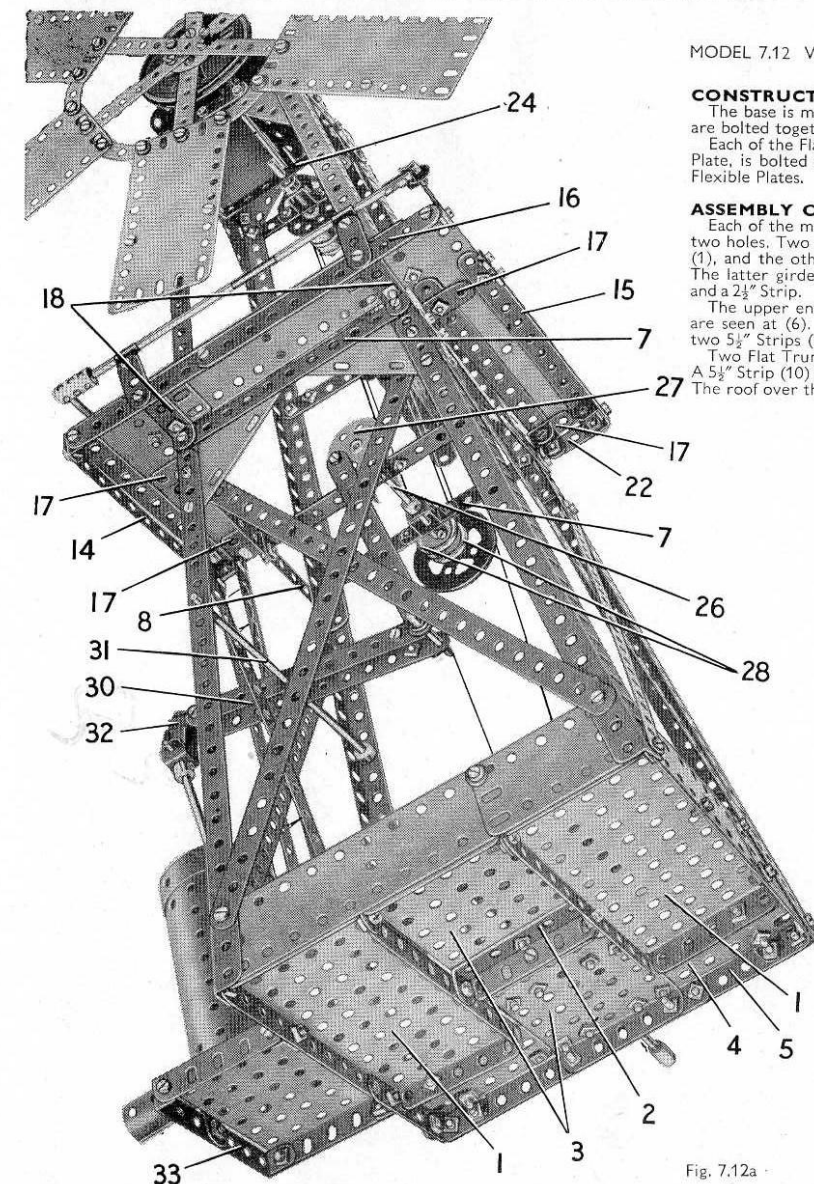 MODEL 7.12 V
CONSTRUCT
The base is m
are bolted toget
Each of the Fla
Plate, is bolted
Flexible Plates.
ASSEMBLY O
Each of the m
two holes. Two
(1), and the oth
The latter girde
and a 2½″ Strip.
The upper en
are seen at (6).
two 5½″ Strips (
Two Flat Trun
A 5½″ Strip (10)
The roof over th
24
16
17
15
18
7
27
17
22
17
14
7
17
8
26
31
28
30
32
1
4
5
2
3
1
33
Fig. 7.12a